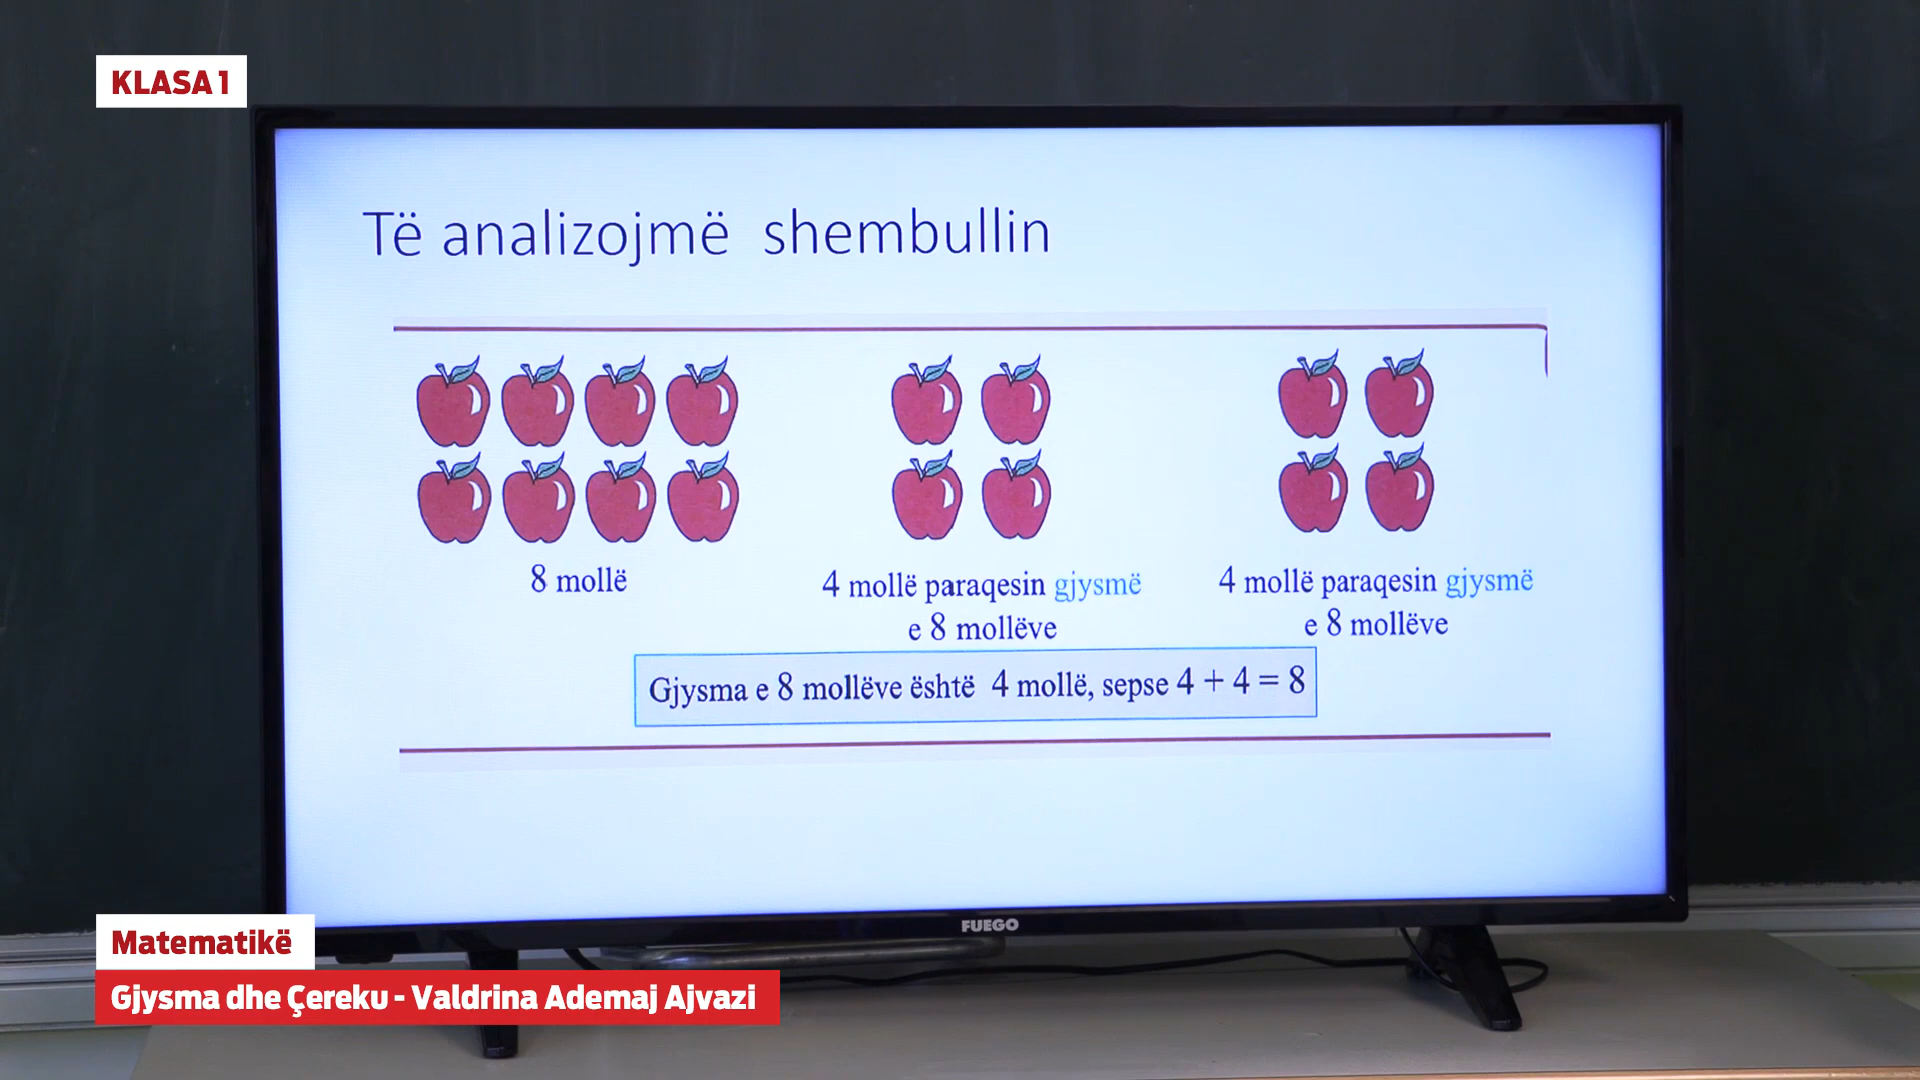 KLASA 1
Të analizojmë shembullin
8 mollë
4 mollë paraqesin gjysmë
e 8 mollëve
4 mollë paraqesin gjysmë
e 8 mollëve
Gjysma e 8 mollëve është 4 mollë, sepse 4 + 4 = 8
FUEGO
Matematikë
Gjysma dhe Çereku - Valdrina Ademaj Ajvazi